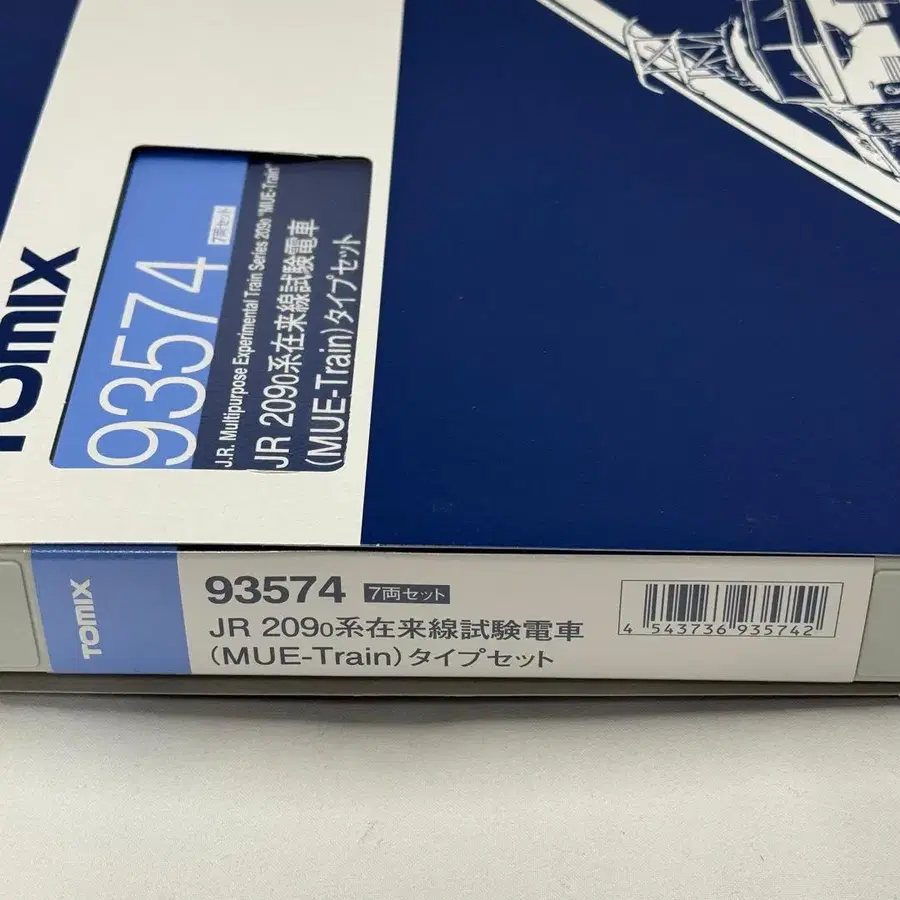 TOMIX
93574 7両セット
J.R. Multipurpose Experimental Train Series 209₀ "MUE-Train"
JR 209₀系在来線試験電車
(MUE-Train)タイプセット
TOMIX
93574 7両セット
JR 209₀系在来線試験電車
(MUE-Train)タイプセット
4 543736 935742